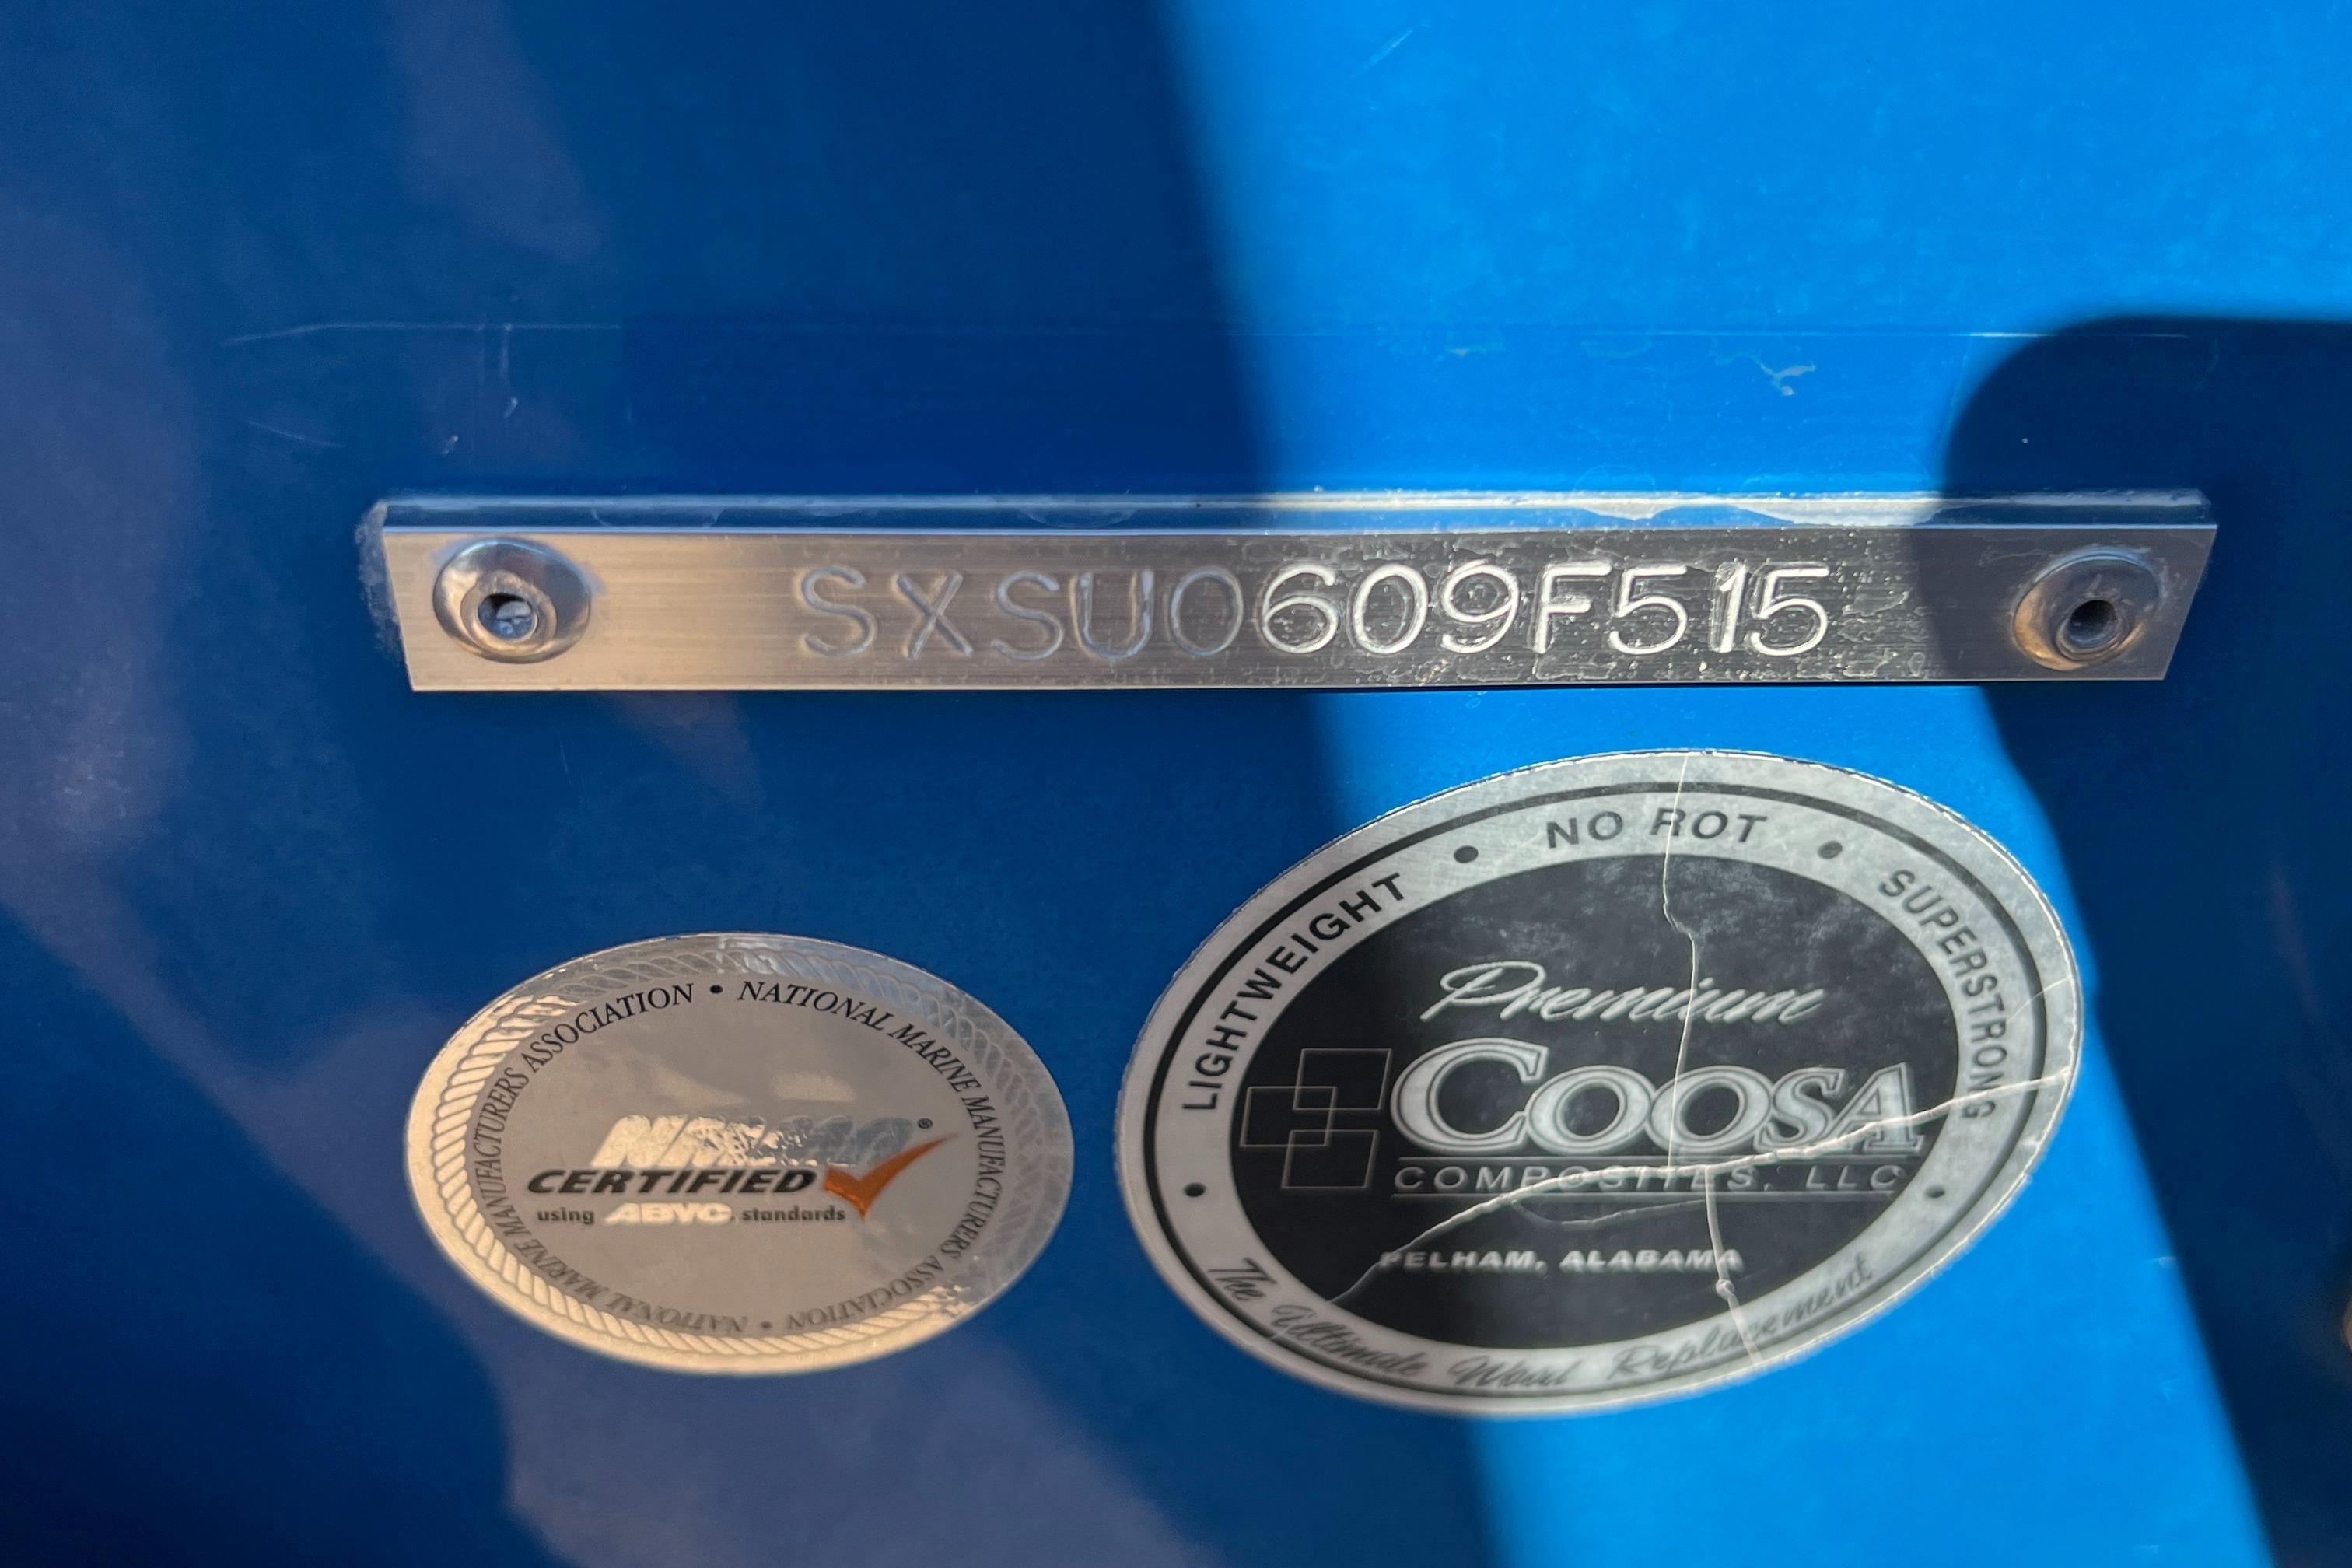 SXSU0609F515
NO ROT • SUPERSTRONG • The Ultimate Wood Replacement • LIGHTWEIGHT •
Premium
COOSA
COMPOSITES, LLC
PELHAM, ALABAMA
NATIONAL MARINE MANUFACTURERS ASSOCIATION • NATIONAL MARINE MANUFACTURERS ASSOCIATION •
NMMA®
CERTIFIED
using ABYC standards